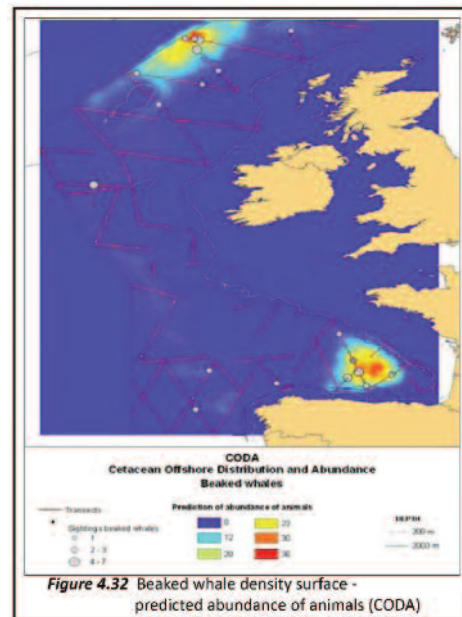 CODA
Cetacean Offshore Distribution and Abundance
Beaked whales
Transects
Sightings beaked whales
1
2 - 3
4 - 7
Prediction of abundance of animals
0
12
20
30
DEPTH
200 m
2000 m
Figure 4.32 Beaked whale density surface -
predicted abundance of animals (CODA)